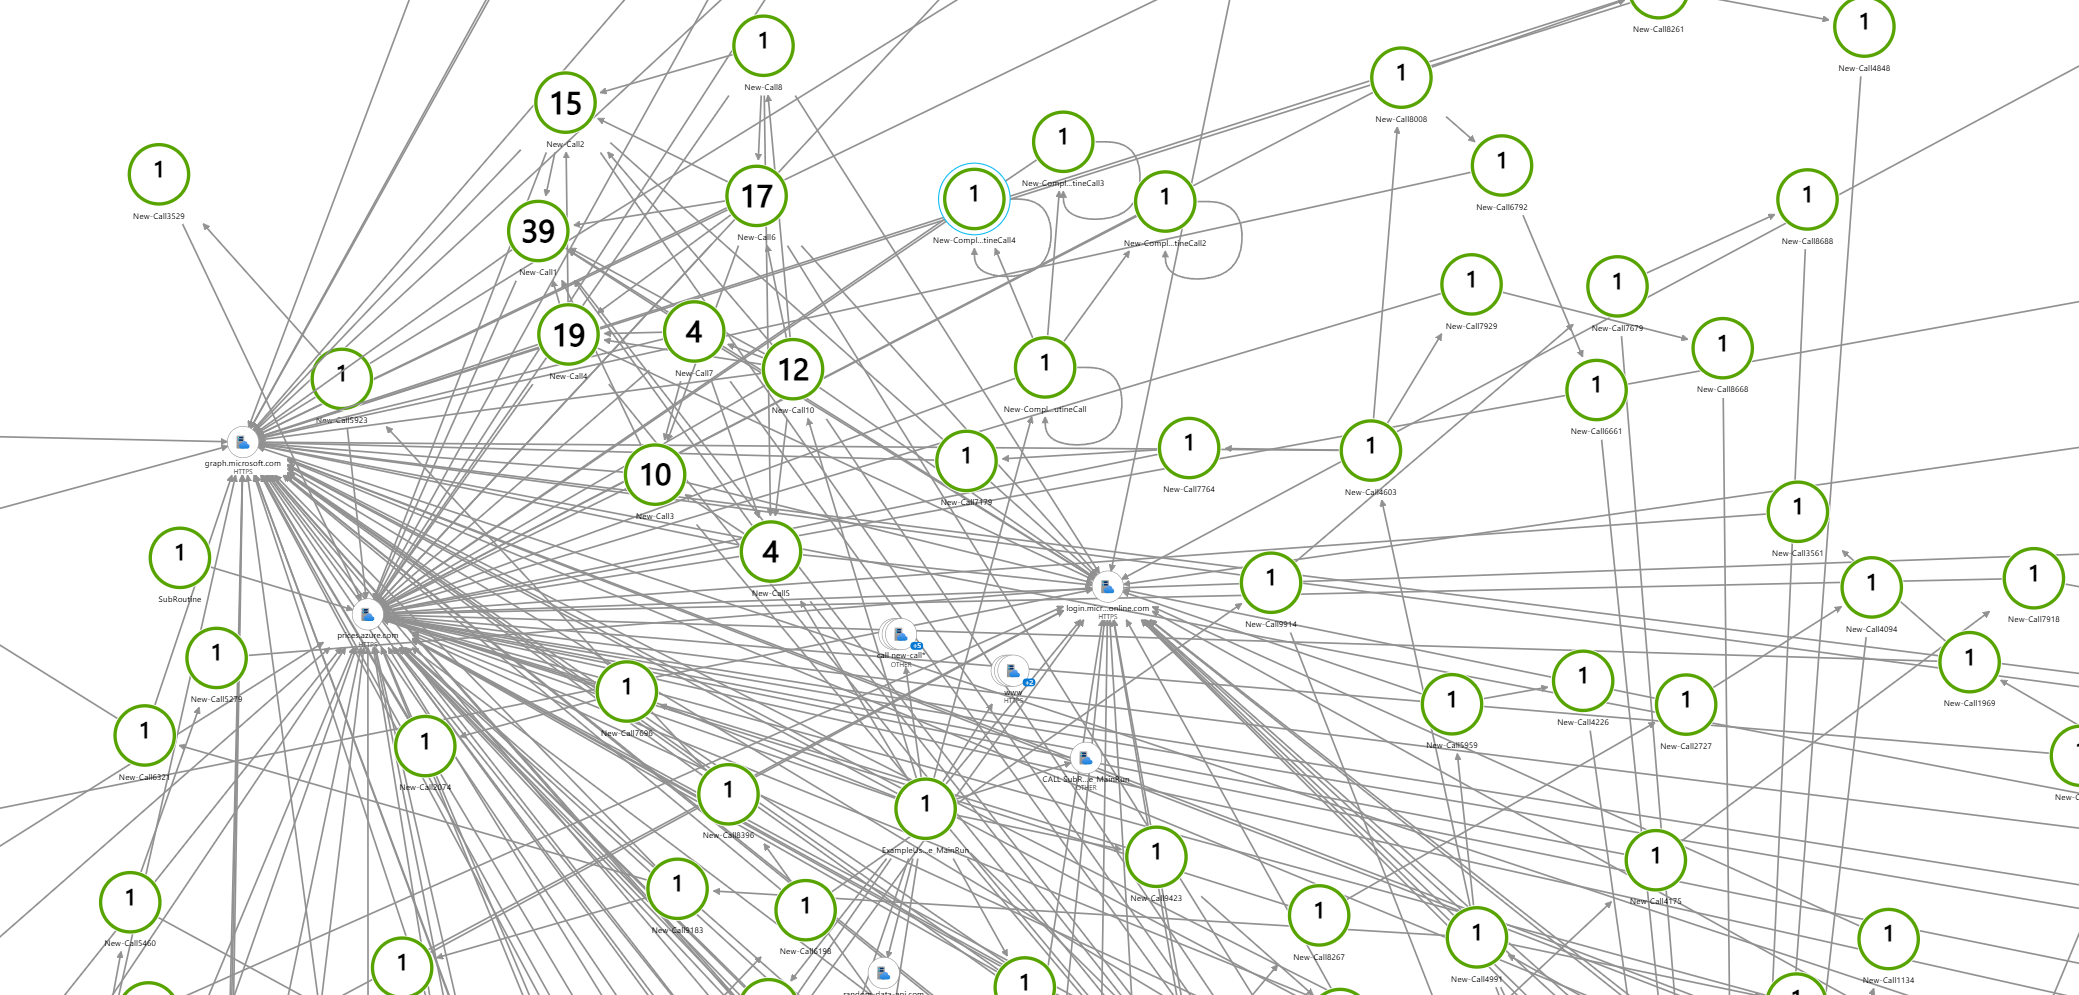 New-Call8261
1
New-Call4848
1
New-Call8
1
New-Call8008
15
New-Call2
1
New-Compl...tineCall3
1
New-Call6792
1
New-Call3529
17
New-Call6
1
New-Compl...tineCall4
1
New-Compl...tineCall2
1
New-Call8688
39
New-Call1
1
New-Call7929
1
New-Call7679
19
New-Call4
4
New-Call7
12
New-Call10
1
New-Compl...utineCall
1
New-Call8668
1
New-Call5923
1
New-Call6661
graph.microsoft.com
HTTPS
10
New-Call3
1
New-Call7179
1
New-Call7764
1
New-Call4603
1
New-Call3561
1
SubRoutine
4
New-Call5
login.micr...online.com
HTTPS
1
New-Call9914
1
New-Call4094
1
New-Call7918
prices.azure.com
HTTPS
+5
call new-call*
OTHER
+2
www
HTTPS
1
New-Call5279
1
New-Call7696
1
New-Call5959
1
New-Call4226
1
New-Call2727
1
New-Call1969
1
New-Call6321
1
New-Call2074
CALL SubR...e_MainRun
OTHER
1
New-Call8396
1
ExampleUs...e_MainRun
1
New-Call9423
1
New-Call4175
1
New-Call5460
1
New-Call9183
1
New-Call6198
1
New-Call8267
1
New-Call4991
1
New-Call1134
1
random-data-api.com
1
1